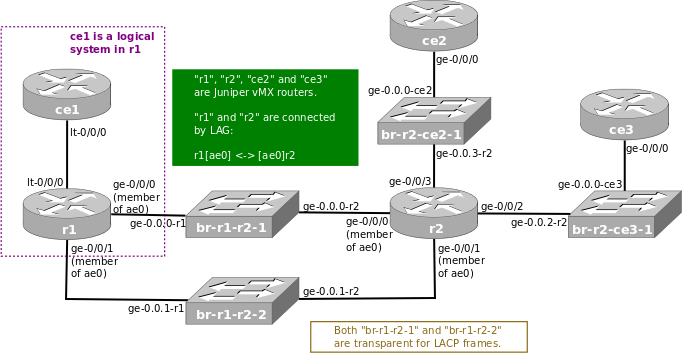 ce1 is a logical
system in r1
ce2
ge-0/0/0
"r1", "r2", "ce2" and "ce3"
are Juniper vMX routers.
"r1" and "r2" are connected
by LAG:
r1[ae0] <-> [ae0]r2
ce1
lt-0/0/0
ge-0.0.0-ce2
br-r2-ce2-1
ge-0.0.3-r2
ce3
ge-0/0/0
lt-0/0/0
ge-0/0/0
(member
of ae0)
ge-0.0.0-r1
r1
ge-0/0/1
(member
of ae0)
br-r1-r2-1
ge-0.0.0-r2
ge-0/0/0
(member
of ae0)
ge-0/0/3
r2
ge-0/0/2
ge-0/0/1
(member
of ae0)
ge-0.0.0-ce3
ge-0.0.2-r2
br-r2-ce3-1
ge-0.0.1-r1
br-r1-r2-2
ge-0.0.1-r2
Both "br-r1-r2-1" and "br-r1-r2-2"
are transparent for LACP frames.